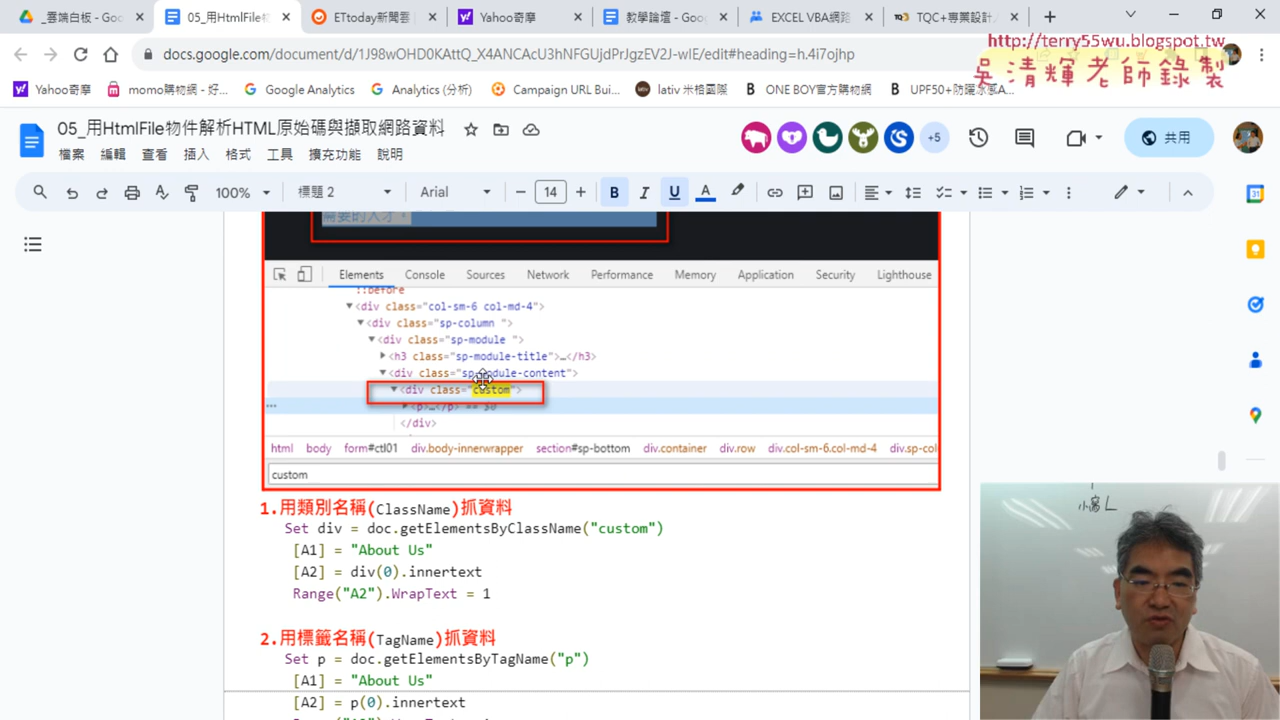 _雲端白板 - Goo
05_用HtmlFile物件
ETtoday新聞雲
Yahoo奇摩
教學論壇 - Goog
EXCEL VBA網路
TQC+專業設計人
docs.google.com/document/d/1J98wOHD0KAttQ_X4ANCAcU3hNFGUjdPrJgzEV2J-wIE/edit#heading=h.4i7ojhp
http://terry55wu.blogspot.tw
吳清輝老師錄製
Yahoo奇摩
momo購物網 - 好...
Google Analytics
Analytics (分析)
Campaign URL Bui...
lativ 米格國際
ONE BOY官方購物網
UPF50+防曬冰感A...
05_用HtmlFile物件解析HTML原始碼與擷取網路資料
檔案 編輯 查看 插入 格式 工具 擴充功能 說明
+5
共用
100%
標題 2
Arial
14
B I U A
需要的人才。
Elements Console Sources Network Performance Memory Application Security Lighthouse
::before
<div class="col-sm-6 col-md-4">
<div class="sp-column ">
<div class="sp-module ">
<h3 class="sp-module-title">…</h3>
<div class="sp-module-content">
<div class="custom">
<p>…</p> == $0
</div>
html body form#ctl01 div.body-innerwrapper section#sp-bottom div.container div.row div.col-sm-6.col-md-4 div.sp-co
custom
1.用類別名稱(ClassName)抓資料
Set div = doc.getElementsByClassName("custom")
[A1] = "About Us"
[A2] = div(0).innertext
Range("A2").WrapText = 1
2.用標籤名稱(TagName)抓資料
Set p = doc.getElementsByTagName("p")
[A1] = "About Us"
[A2] = p(0).innertext